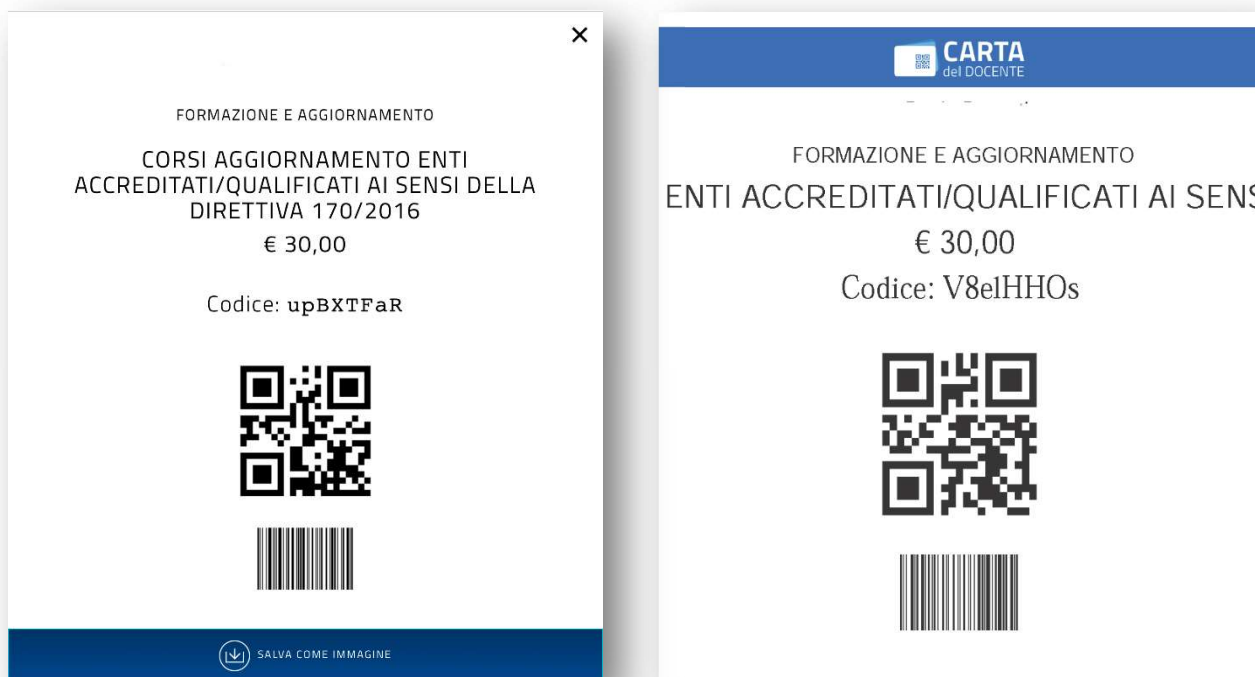 FORMAZIONE E AGGIORNAMENTO
CORSI AGGIORNAMENTO ENTI
ACCREDITATI/QUALIFICATI AI SENSI DELLA
DIRETTIVA 170/2016
€ 30,00
Codice: upBXTFaR
SALVA COME IMMAGINE
CARTA
del DOCENTE
FORMAZIONE E AGGIORNAMENTO
ENTI ACCREDITATI/QUALIFICATI AI SENS
€ 30,00
Codice: V8elHHOs